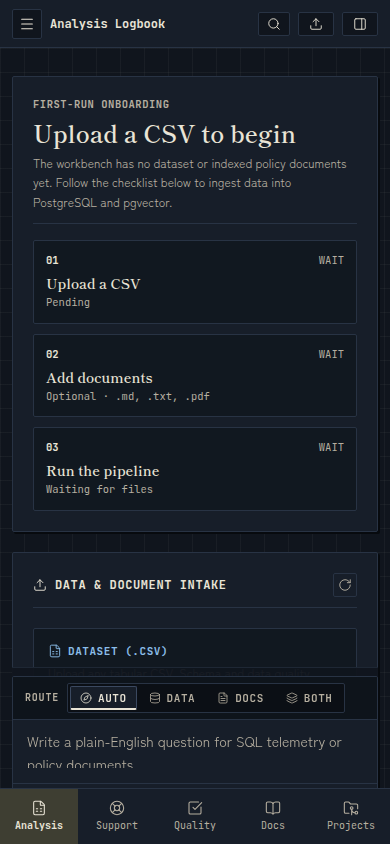 Analysis Logbook
FIRST-RUN ONBOARDING
Upload a CSV to begin
The workbench has no dataset or indexed policy documents
yet. Follow the checklist below to ingest data into
PostgreSQL and pgvector.
01 WAIT
Upload a CSV
Pending
02 WAIT
Add documents
Optional · .md, .txt, .pdf
03 WAIT
Run the pipeline
Waiting for files
DATA & DOCUMENT INTAKE
DATASET (.CSV)
ROUTE AUTO DATA DOCS BOTH
Write a plain-English question for SQL telemetry or
policy documents
Analysis Support Quality Docs Projects